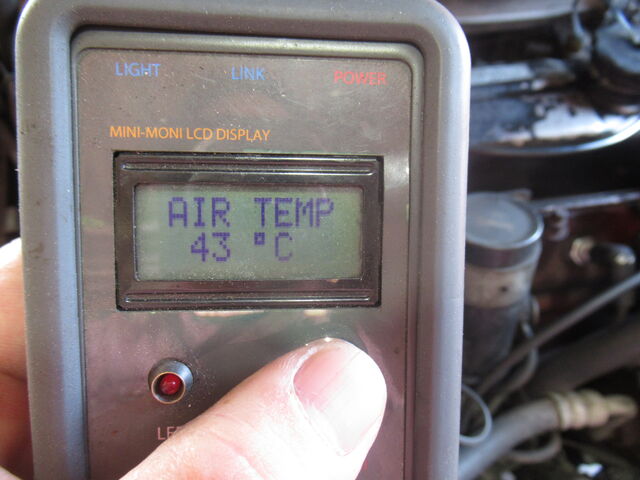 LIGHT LINK POWER
MINI-MONI LCD DISPLAY
AIR TEMP
43 °C